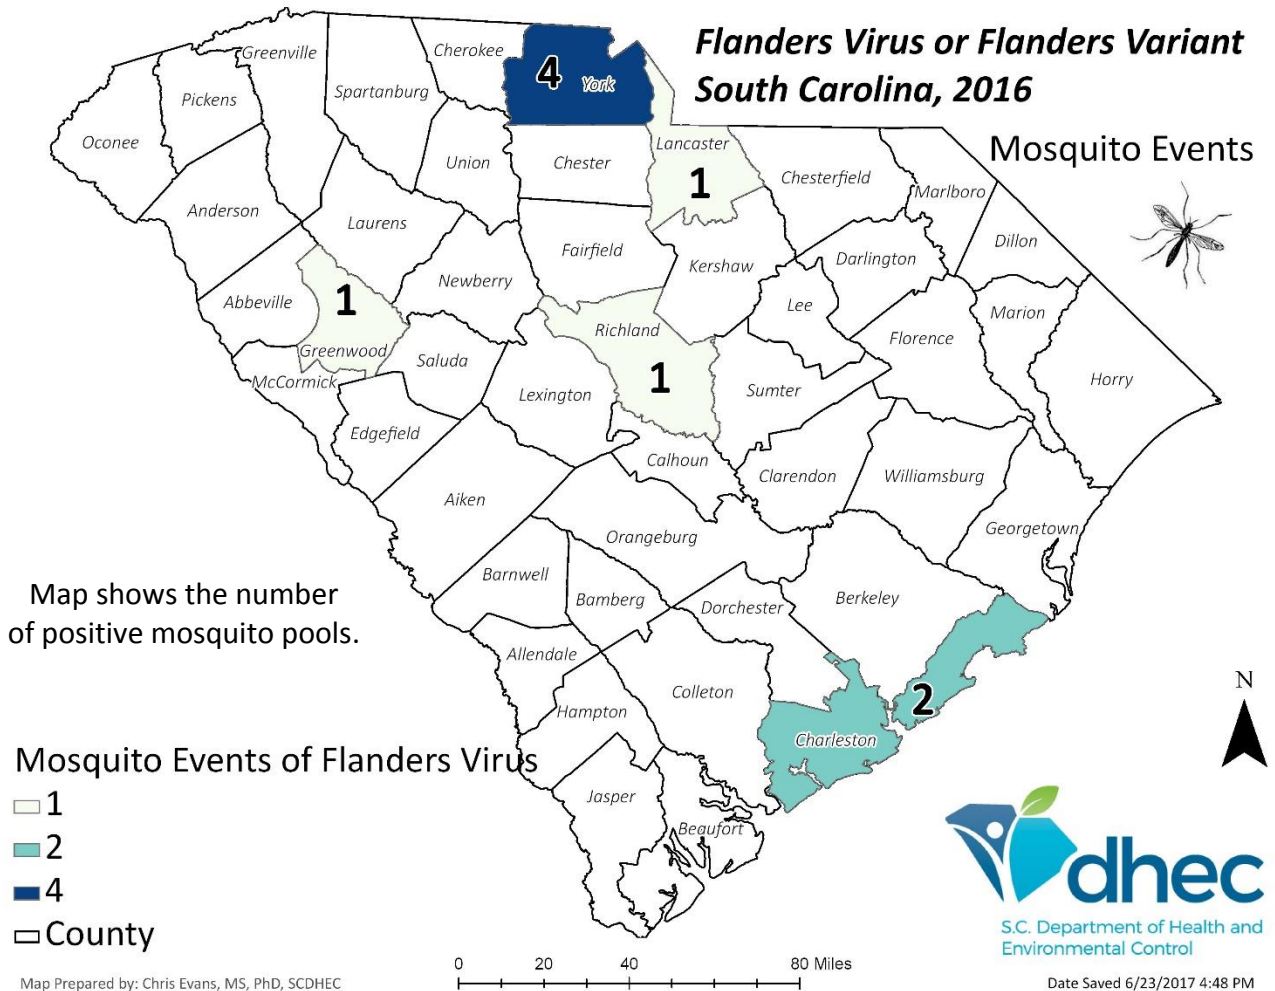 Flanders Virus or Flanders Variant
South Carolina, 2016
Mosquito Events
Greenville
Cherokee
4
York
Pickens
Spartanburg
Oconee
Union
Chester
Lancaster
1
Chesterfield
Marlboro
Anderson
Laurens
Dillon
Fairfield
Kershaw
Darlington
Newberry
Abbeville
1
Lee
Marion
Richland
Florence
Greenwood
Saluda
1
McCormick
Lexington
Sumter
Horry
Edgefield
Calhoun
Clarendon
Williamsburg
Aiken
Georgetown
Orangeburg
Barnwell
Bamberg
Dorchester
Berkeley
Map shows the number
of positive mosquito pools.
Allendale
Colleton
2
Hampton
Charleston
N
Jasper
Beaufort
Mosquito Events of Flanders Virus
1
2
4
County
dhec
S.C. Department of Health and
Environmental Control
0 20 40 80 Miles
Map Prepared by: Chris Evans, MS, PhD, SCDHEC
Date Saved 6/23/2017 4:48 PM